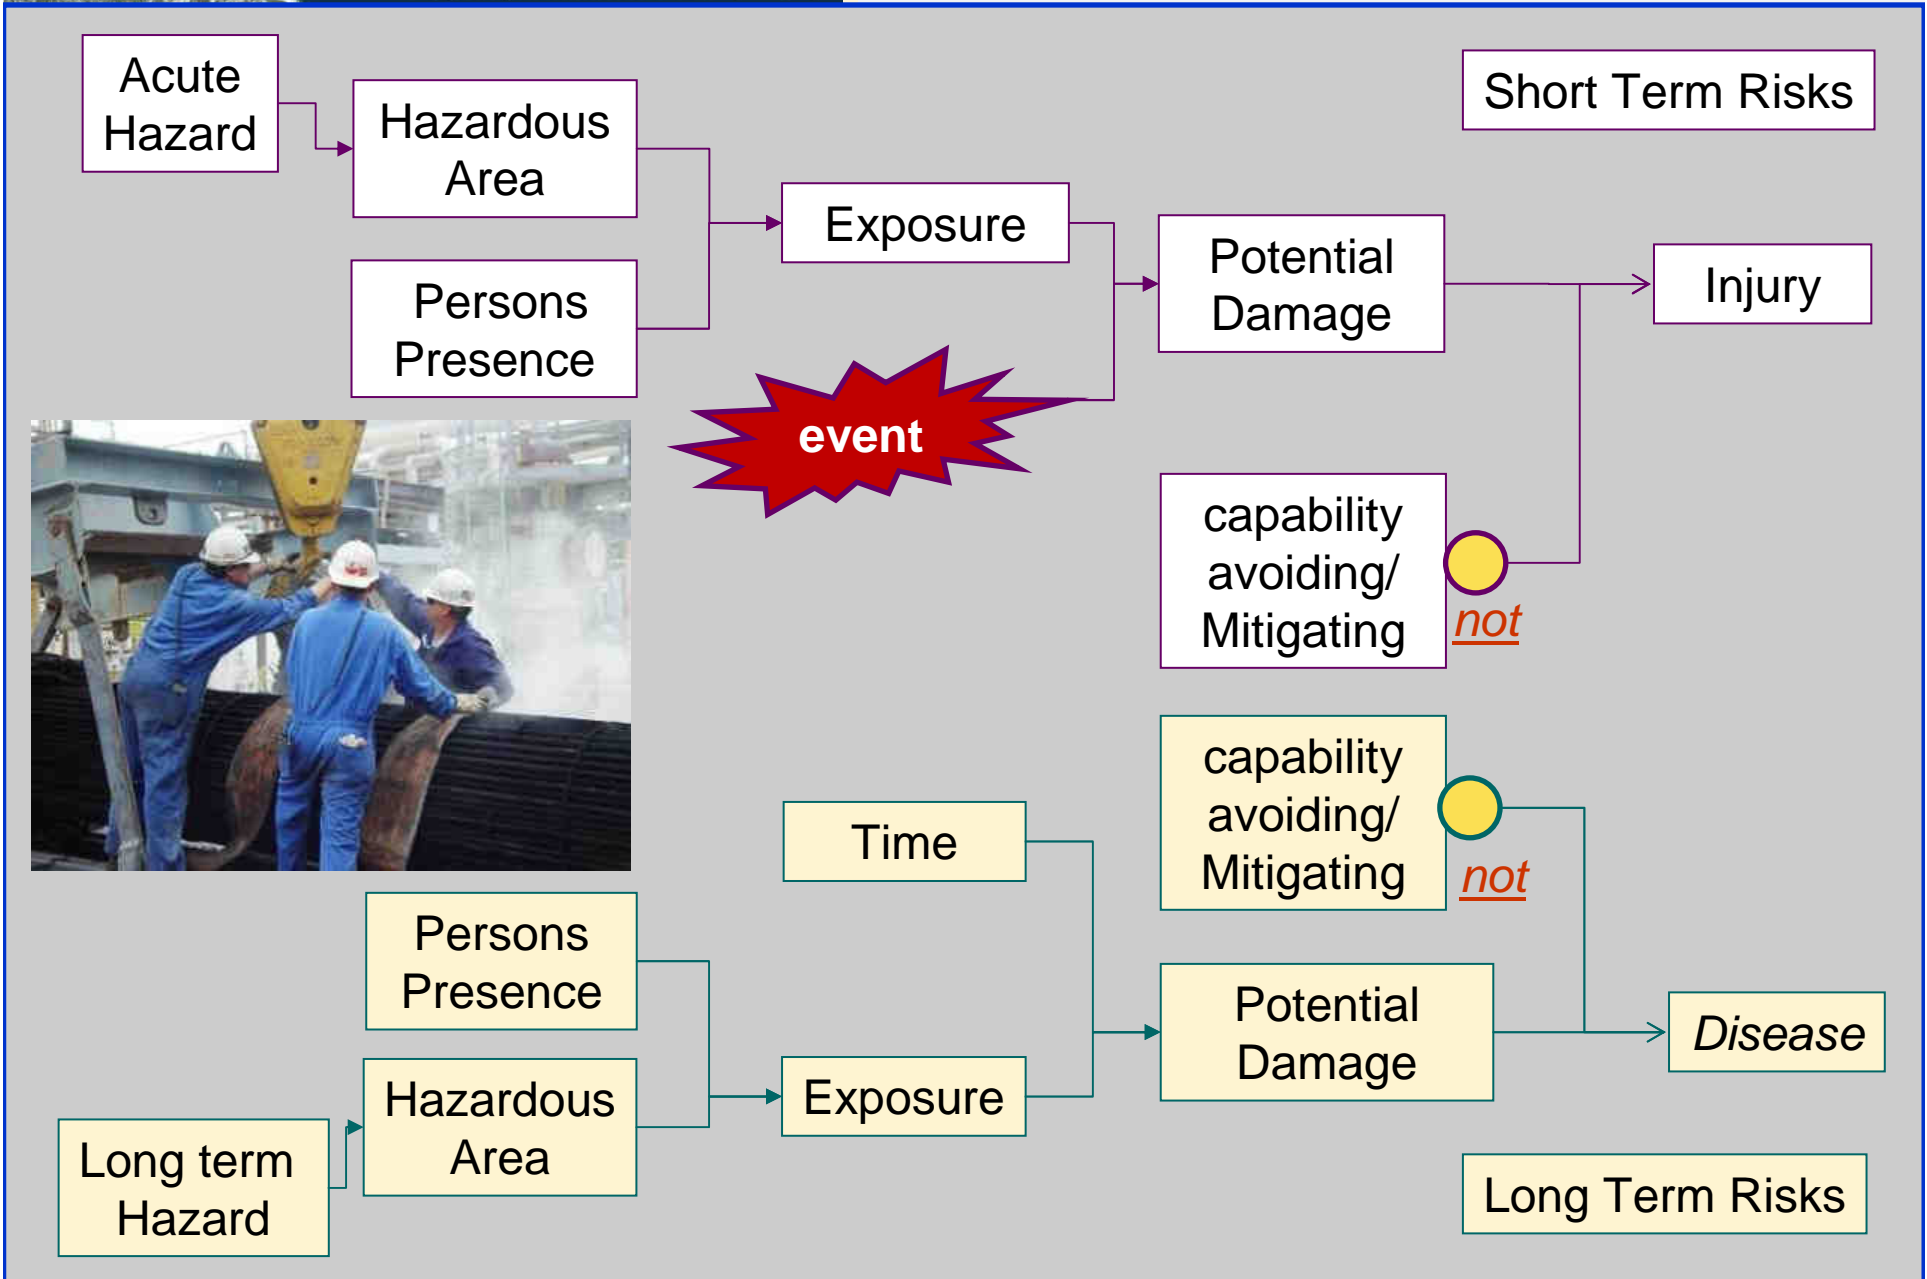 Acute
Hazard
Hazardous
Area
Persons
Presence
Exposure
event
Potential
Damage
Short Term Risks
Injury
capability
avoiding/
Mitigating
not
capability
avoiding/
Mitigating
not
Time
Persons
Presence
Hazardous
Area
Long term
Hazard
Exposure
Potential
Damage
Disease
Long Term Risks